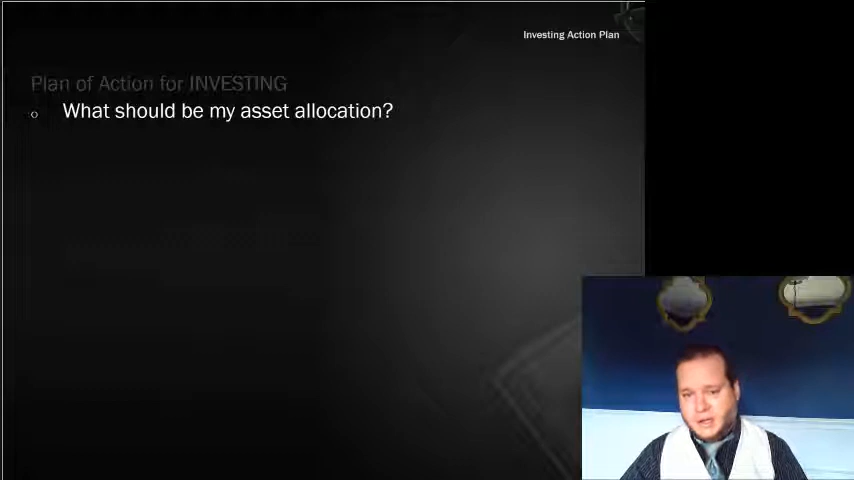 Investing Action Plan
Plan of Action for INVESTING
o What should be my asset allocation?